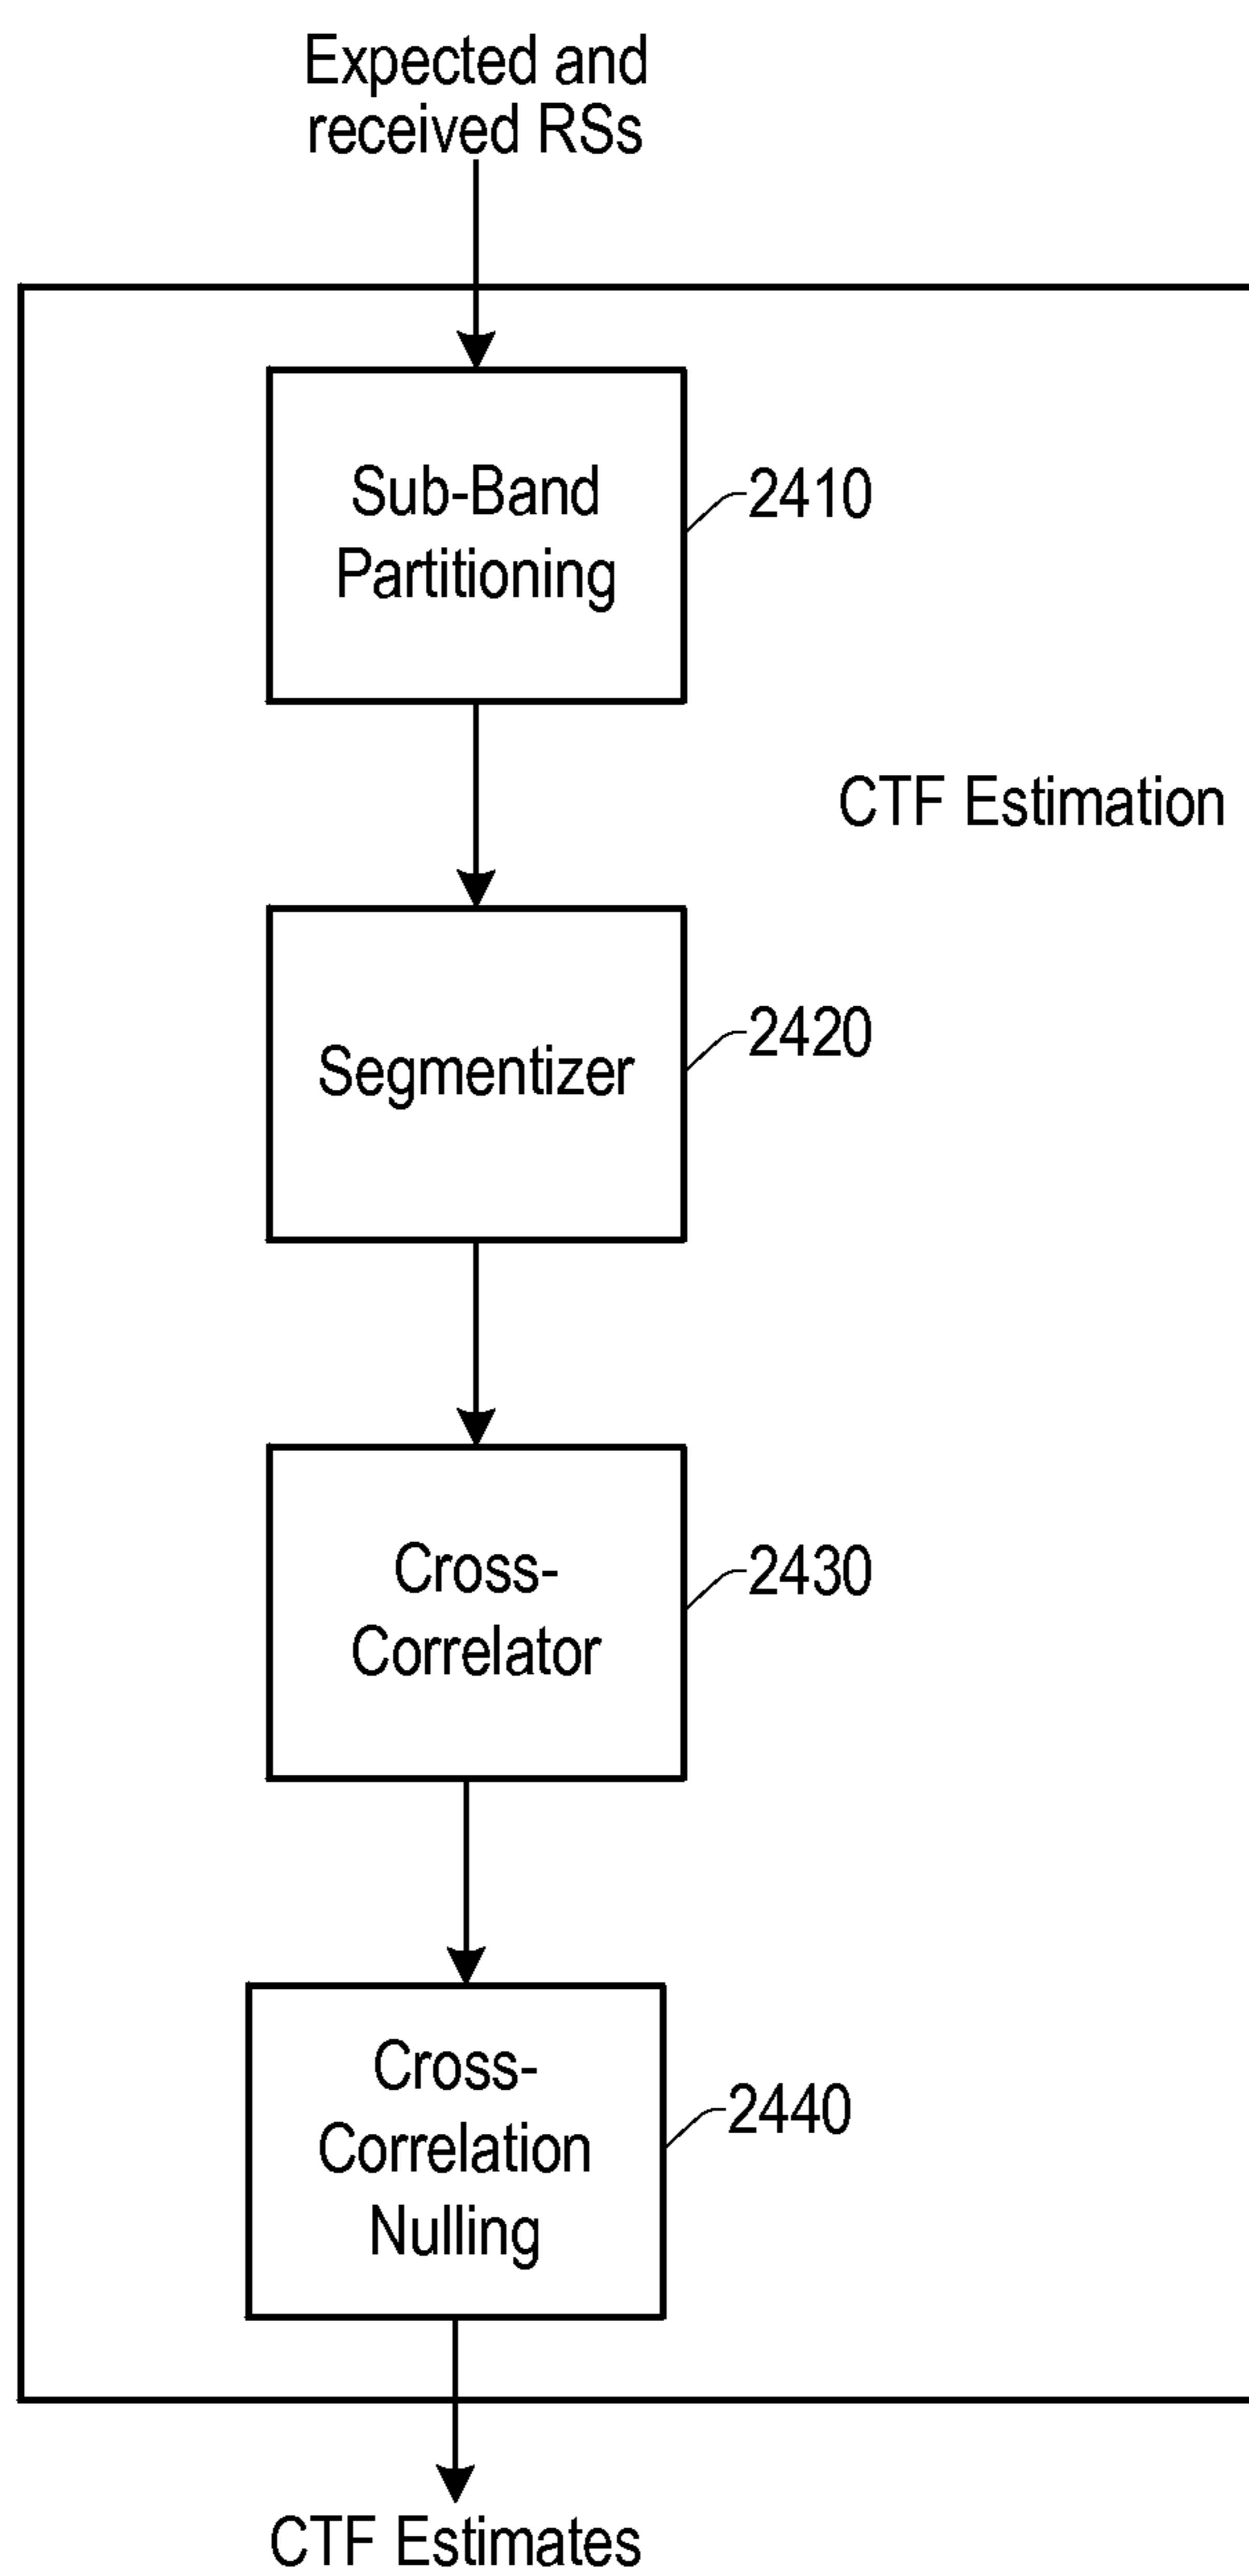 Expected and
received RSs
Sub-Band
Partitioning
2410
CTF Estimation
Segmentizer
2420
Cross-
Correlator
2430
Cross-
Correlation
Nulling
2440
CTF Estimates